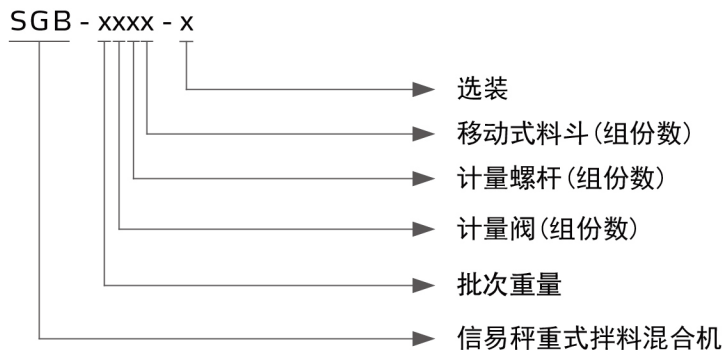 SGB-xxxx-x
选装
移动式料斗(组份数)
计量螺杆(组份数)
计量阀(组份数)
批次重量
信易秤重式拌料混合机